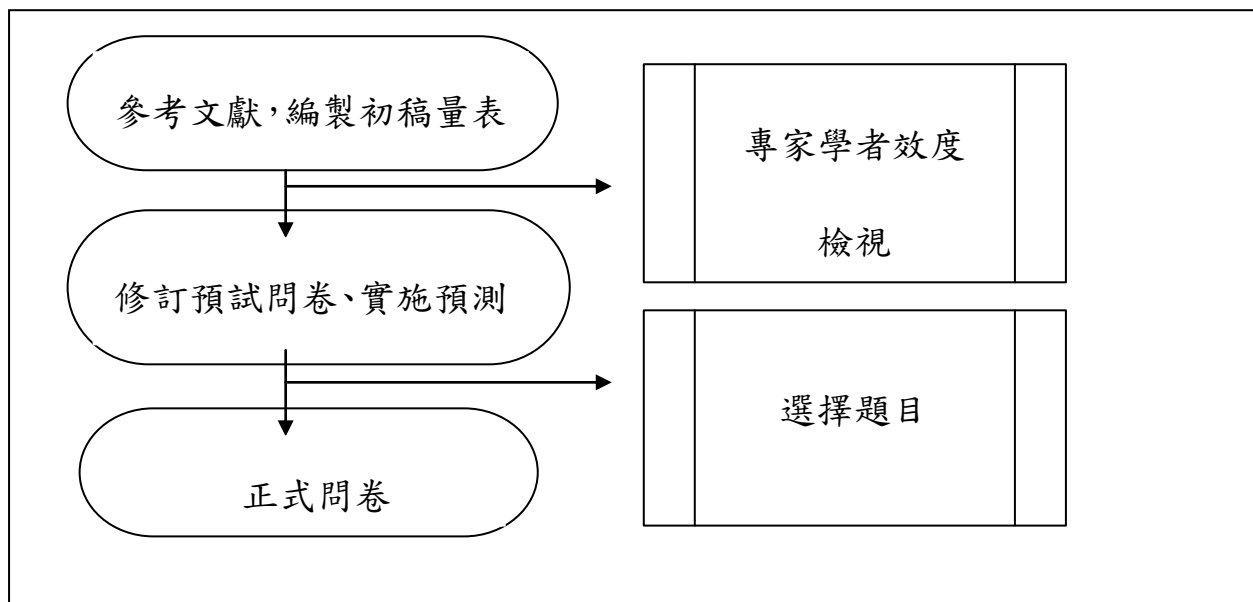 參考文獻，編製初稿量表
專家學者效度
檢視
修訂預試問卷、實施預測
選擇題目
正式問卷